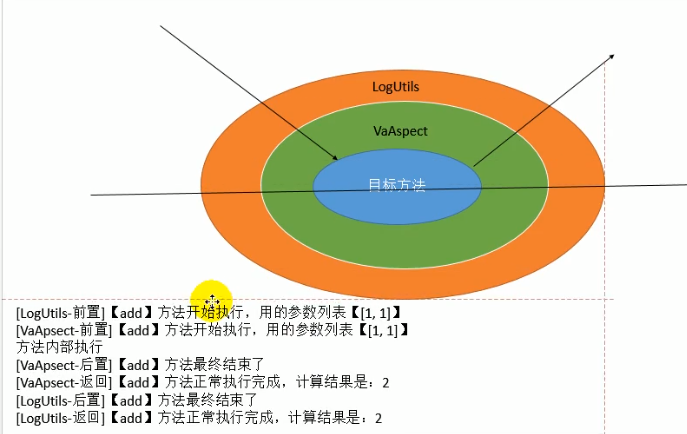 LogUtils
VaAspect
目标方法
[LogUtils-前置]【add】方法开始执行，用的参数列表【[1, 1]】
[VaApsect-前置]【add】方法开始执行，用的参数列表【[1, 1]】
方法内部执行
[VaApsect-后置]【add】方法最终结束了
[VaApsect-返回]【add】方法正常执行完成，计算结果是：2
[LogUtils-后置]【add】方法最终结束了
[LogUtils-返回]【add】方法正常执行完成，计算结果是：2